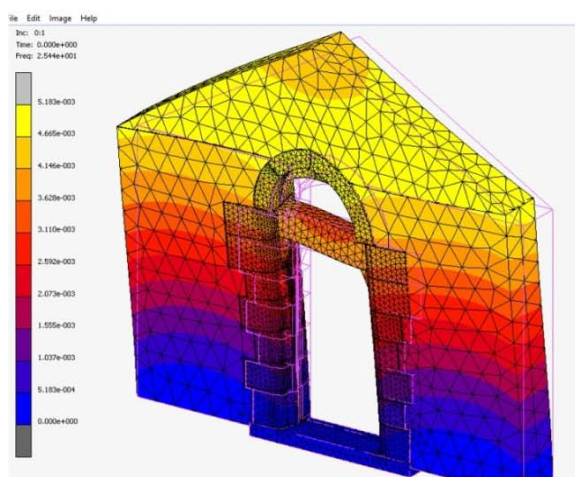 ile Edit Image Help
Inc: 0:1
Time: 0.000e+000
Freq: 2.544e+001
5.183e-003
4.665e-003
4.146e-003
3.628e-003
3.110e-003
2.592e-003
2.073e-003
1.555e-003
1.037e-003
5.183e-004
0.000e+000